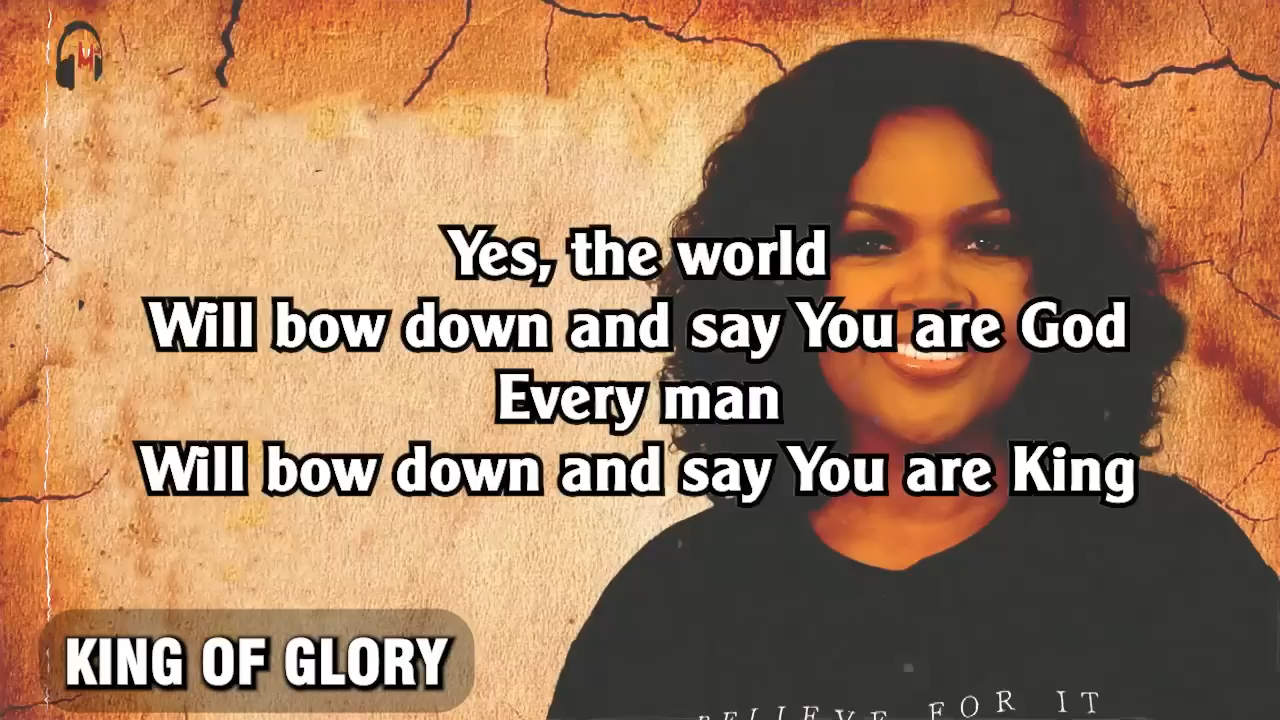 Yes, the world
Will bow down and say You are God
Every man
Will bow down and say You are King
KING OF GLORY
BELIEVE FOR IT